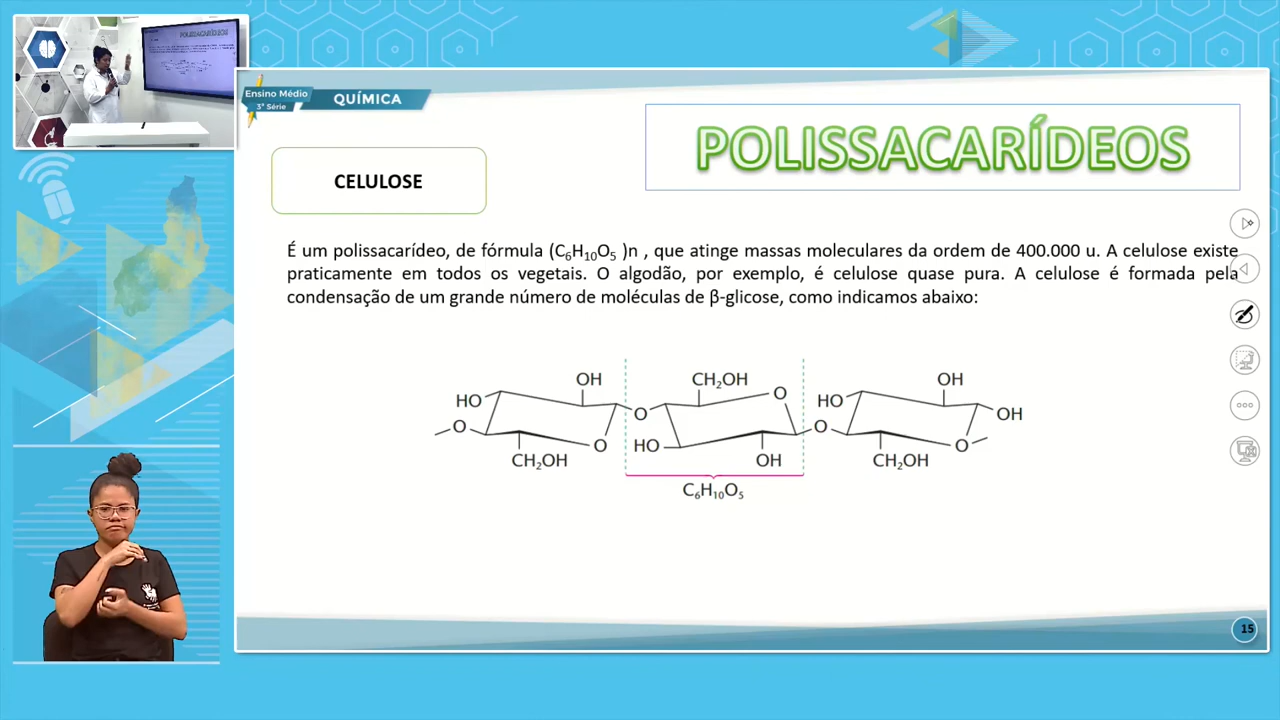 POLISSACARÍDEOS
Ensino Médio
3ª Série
QUÍMICA
POLISSACARÍDEOS
CELULOSE
É um polissacarídeo, de fórmula (C₆H₁₀O₅ )n , que atinge massas moleculares da ordem de 400.000 u. A celulose existe
praticamente em todos os vegetais. O algodão, por exemplo, é celulose quase pura. A celulose é formada pela
condensação de um grande número de moléculas de β-glicose, como indicamos abaixo:
OH CH₂OH OH
HO O HO OH
O O O
O HO O
CH₂OH OH CH₂OH
C₆H₁₀O₅
15